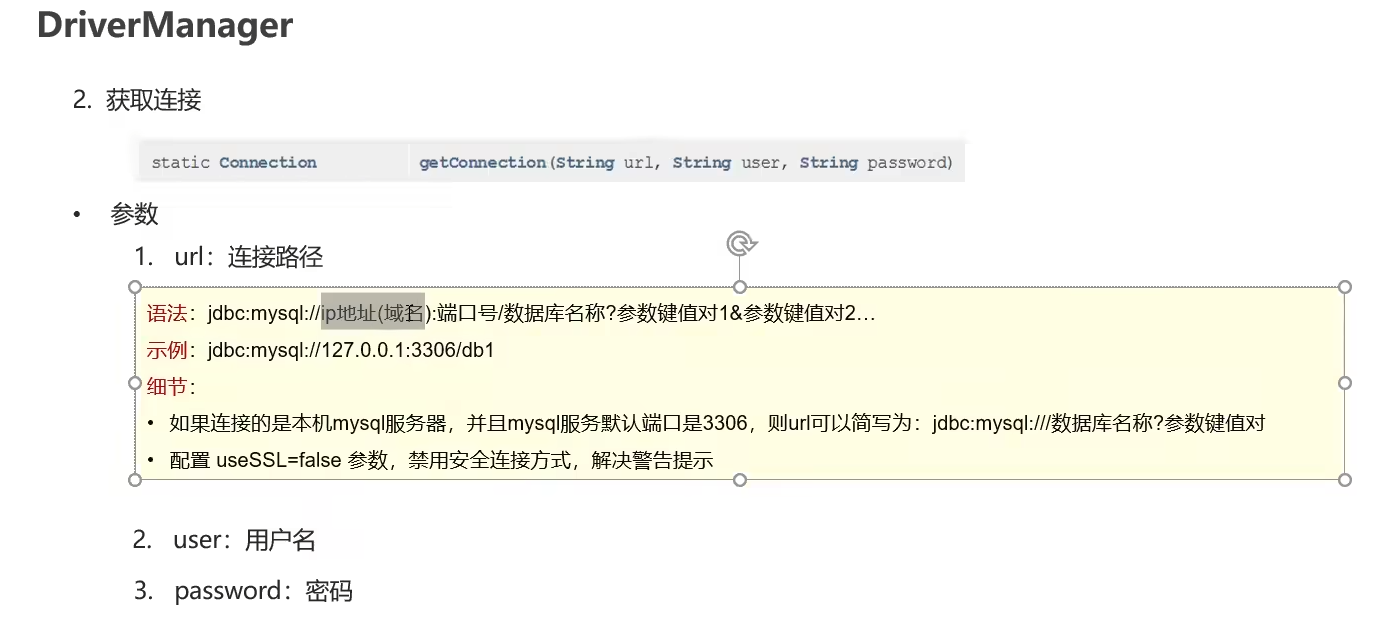 DriverManager
2. 获取连接
static Connection getConnection(String url, String user, String password)
• 参数
1. url：连接路径
语法：jdbc:mysql://ip地址(域名):端口号/数据库名称?参数键值对1&参数键值对2…
示例：jdbc:mysql://127.0.0.1:3306/db1
细节：
• 如果连接的是本机mysql服务器，并且mysql服务默认端口是3306，则url可以简写为：jdbc:mysql:///数据库名称?参数键值对
• 配置 useSSL=false 参数，禁用安全连接方式，解决警告提示
2. user：用户名
3. password：密码